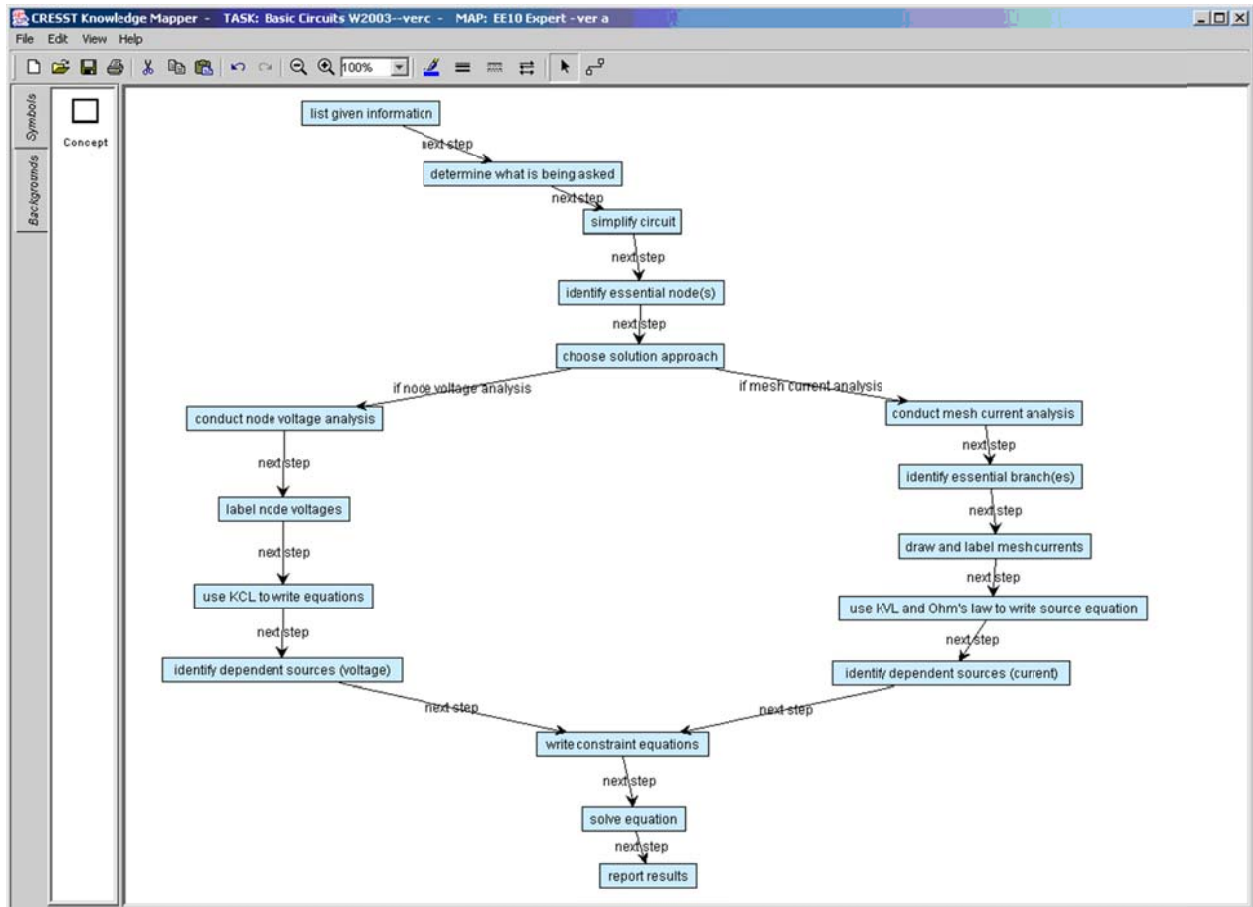 CRESST Knowledge Mapper - TASK: Basic Circuits W2003--verc - MAP: EE10 Expert - ver a
File Edit View Help
100%
Symbols
Backgrounds
Concept
list given information
next step
determine what is being asked
next step
simplify circuit
next step
identify essential node(s)
next step
choose solution approach
if node voltage analysis
if mesh current analysis
conduct node voltage analysis
conduct mesh current analysis
next step
next step
identify essential branch(es)
label node voltages
next step
draw and label mesh currents
next step
next step
use KCL to write equations
use KVL and Ohm's law to write source equation
next step
next step
identify dependent sources (voltage)
identify dependent sources (current)
next step
next step
write constraint equations
next step
solve equation
next step
report results